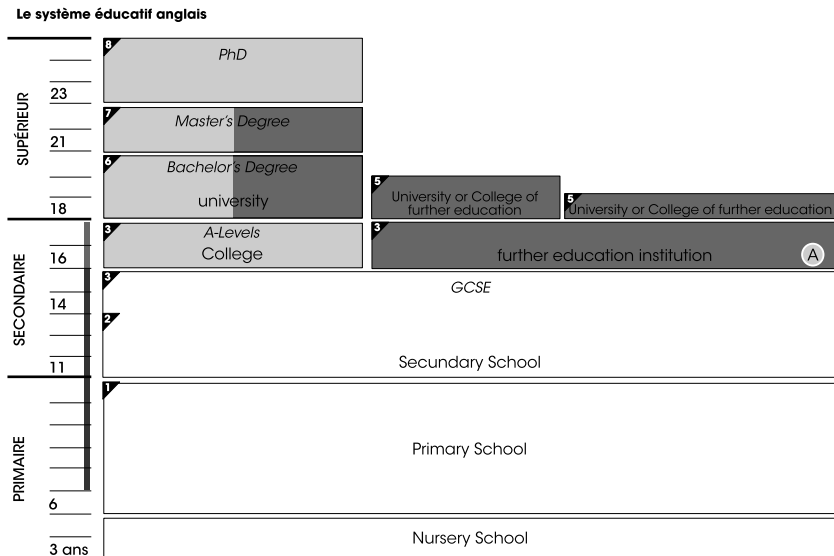 Le système éducatif anglais
SUPÉRIEUR
23
21
18
8
PhD
7
Master's Degree
6
Bachelor's Degree
university
5
University or College of
further education
5
University or College of further education
SECONDAIRE
16
14
11
3
A-Levels
College
3
further education institution
A
3
GCSE
2
Secundary School
PRIMAIRE
6
3 ans
1
Primary School
Nursery School